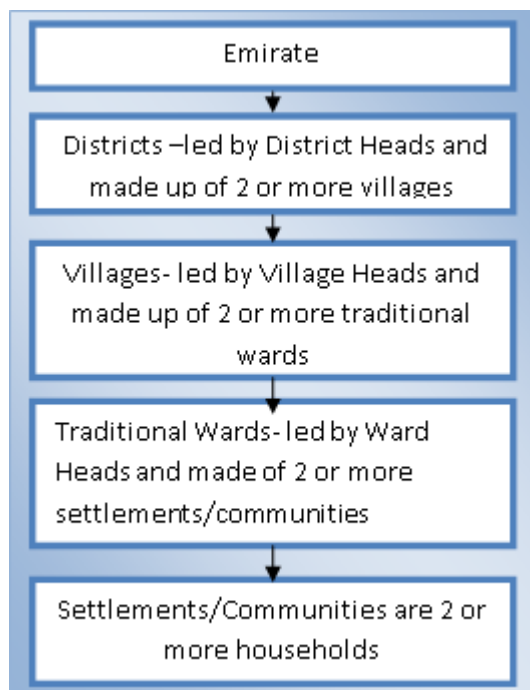 Emirate
Districts –led by District Heads and
made up of 2 or more villages
Villages- led by Village Heads and
made up of 2 or more traditional
wards
Traditional Wards- led by Ward
Heads and made of 2 or more
settlements/communities
Settlements/Communities are 2 or
more households